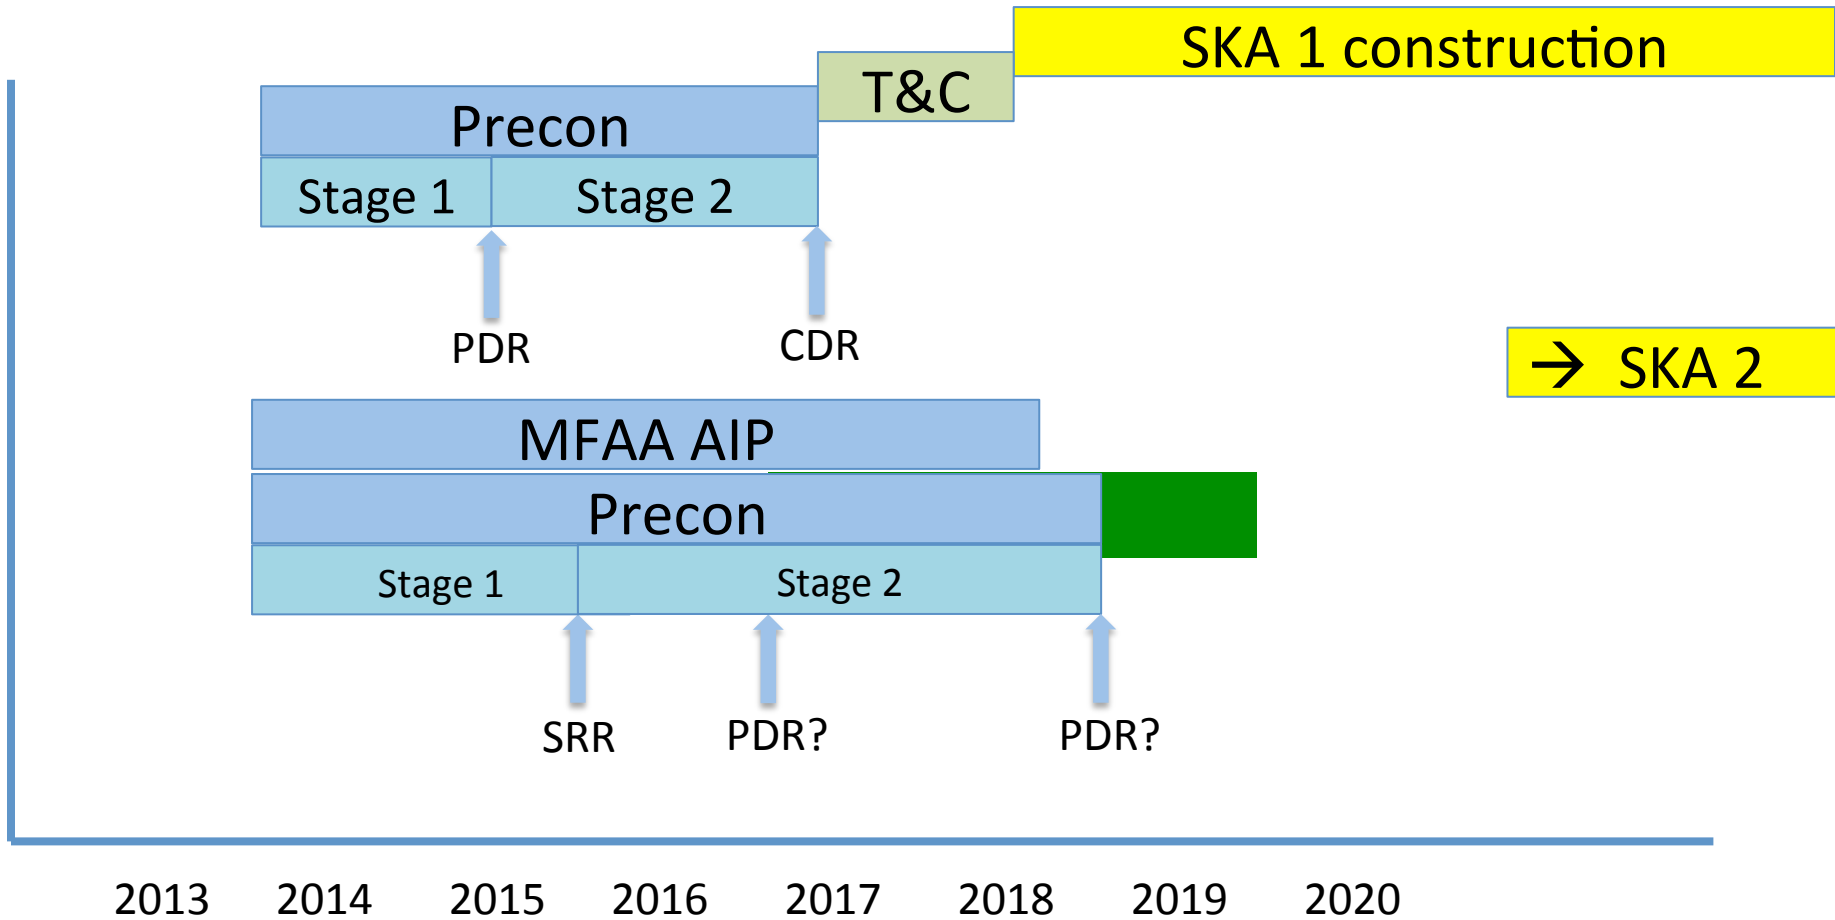 SKA 1 construction
T&C
Precon
Stage 1 Stage 2
PDR CDR
→ SKA 2
MFAA AIP
Precon
Stage 1 Stage 2
SRR PDR? PDR?
2013 2014 2015 2016 2017 2018 2019 2020